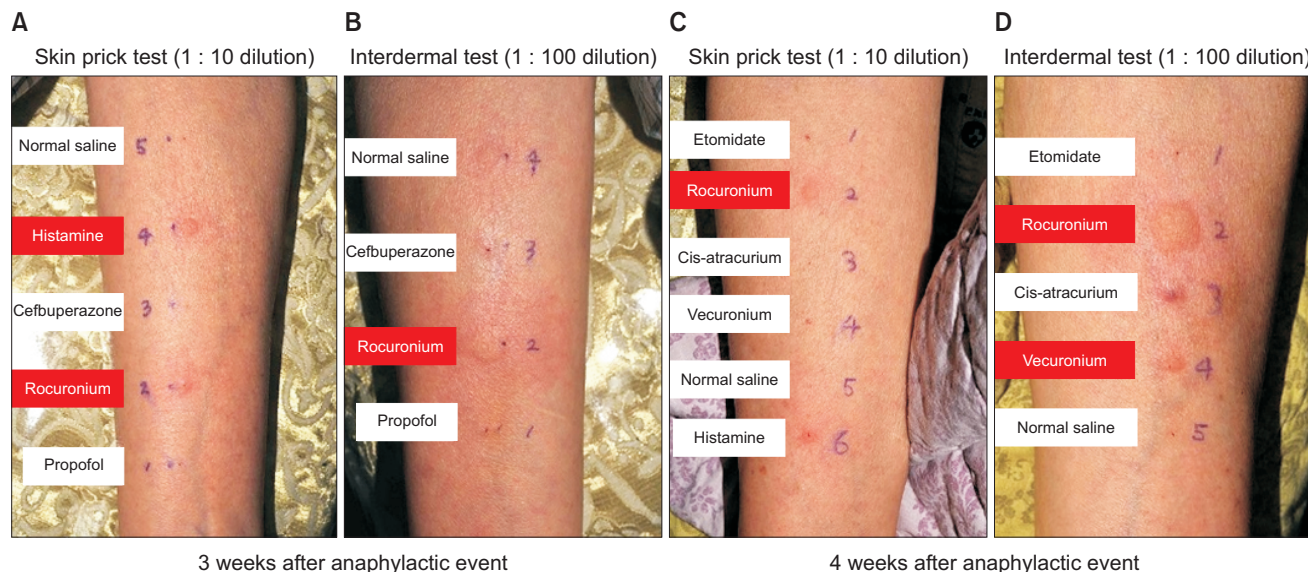 A
B
C
D
Skin prick test (1 : 10 dilution)
Interdermal test (1 : 100 dilution)
Skin prick test (1 : 10 dilution)
Interdermal test (1 : 100 dilution)
Normal saline
5
Histamine
4
Cefbuperazone
3
Rocuronium
2
Propofol
1
Normal saline
4
Cefbuperazone
3
Rocuronium
2
Propofol
1
Etomidate
1
Rocuronium
2
Cis-atracurium
3
Vecuronium
4
Normal saline
5
Histamine
6
Etomidate
1
Rocuronium
2
Cis-atracurium
3
Vecuronium
4
Normal saline
5
3 weeks after anaphylactic event
4 weeks after anaphylactic event